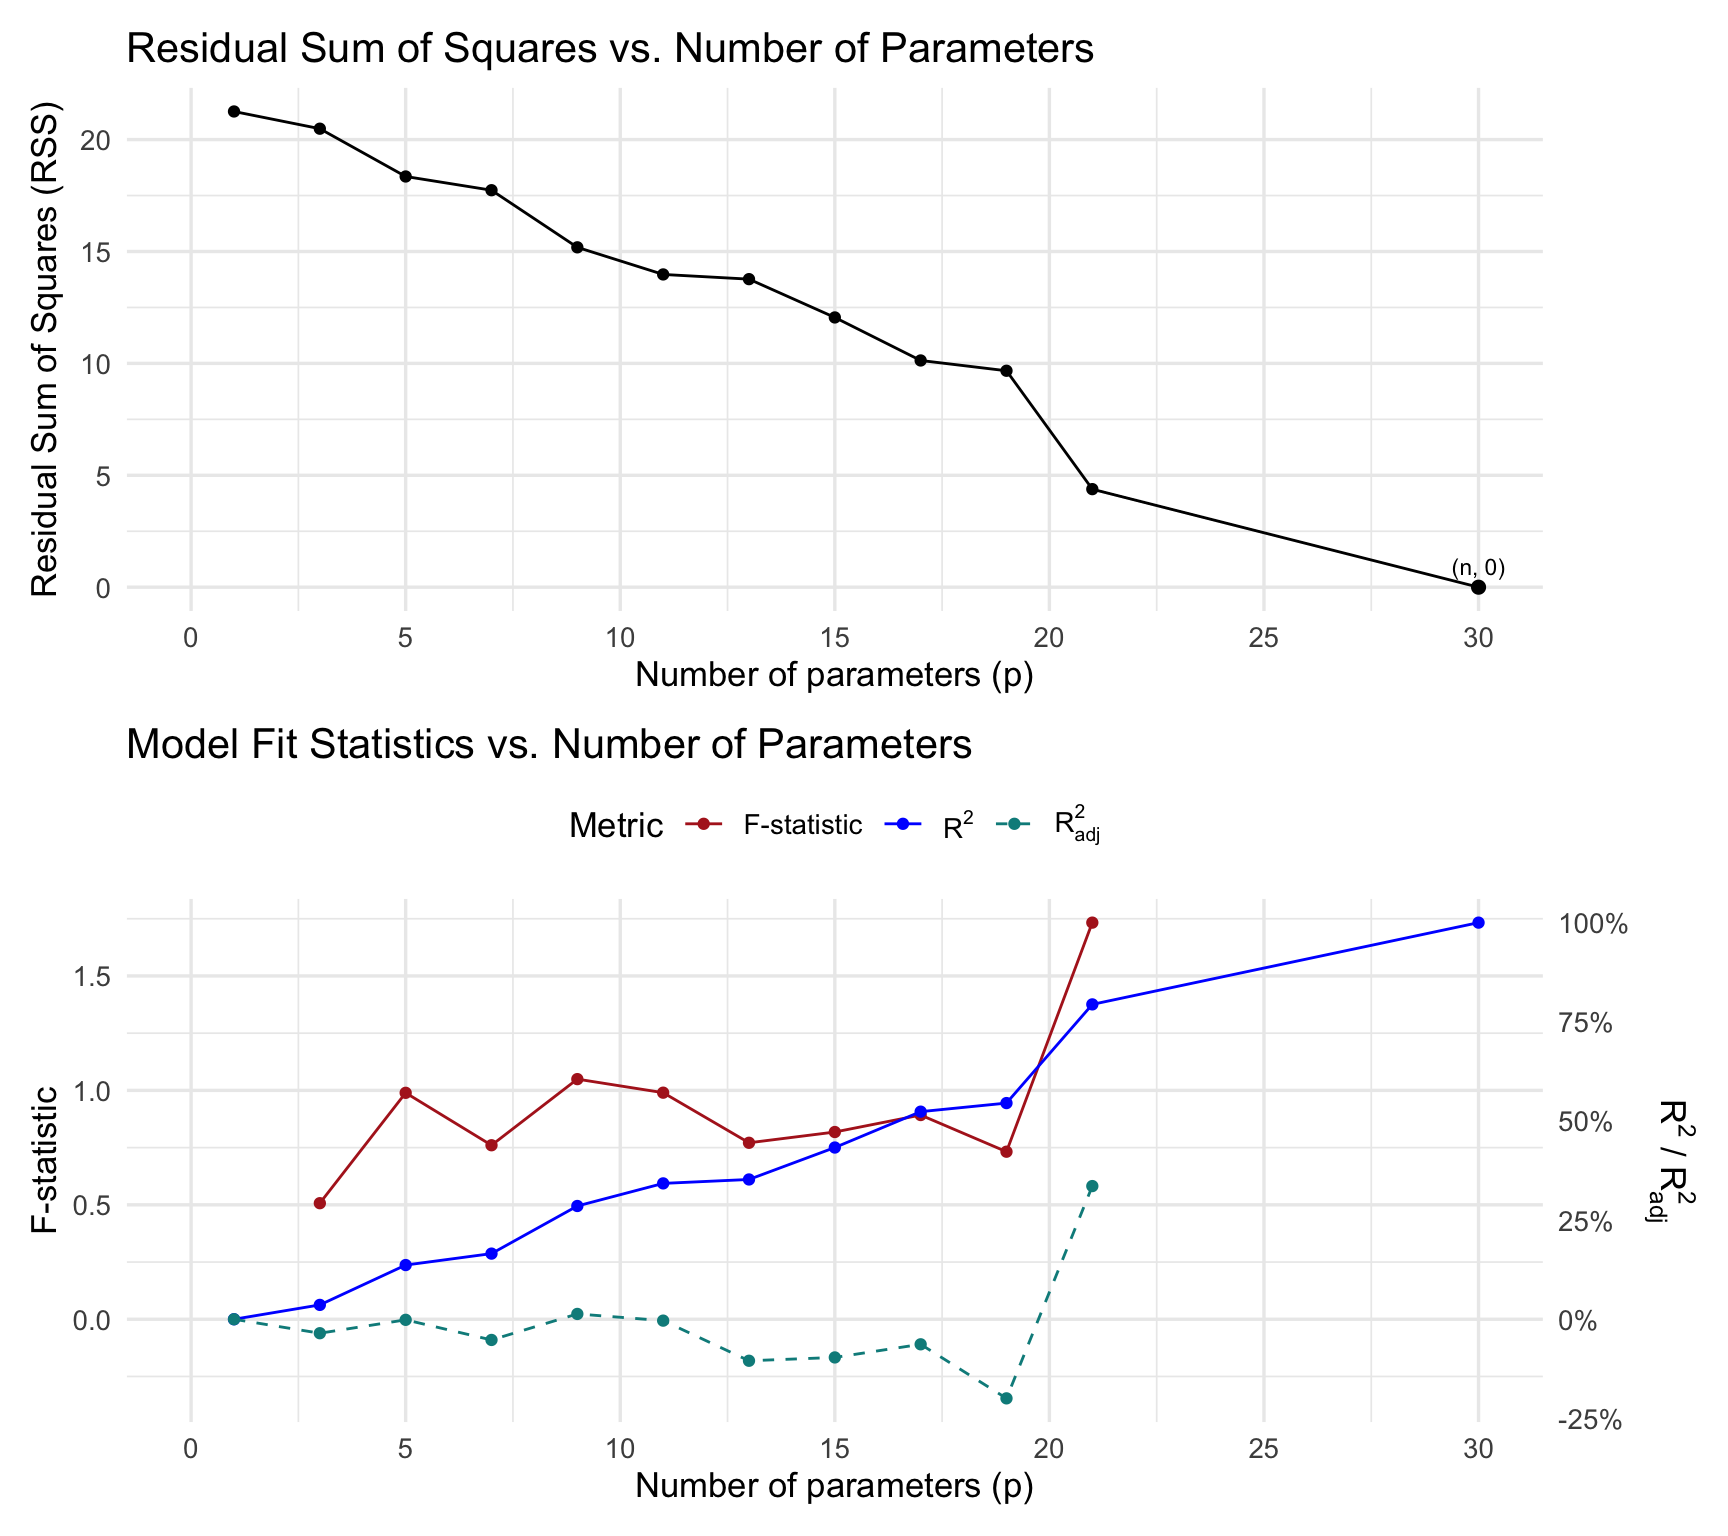 Residual Sum of Squares vs. Number of Parameters
Residual Sum of Squares (RSS)
20
15
10
5
0
(n, 0)
0 5 10 15 20 25 30
Number of parameters (p)
Model Fit Statistics vs. Number of Parameters
Metric F-statistic R² R²adj
F-statistic
1.5
1.0
0.5
0.0
100%
75%
50%
25%
0%
-25%
R² / R²adj
0 5 10 15 20 25 30
Number of parameters (p)